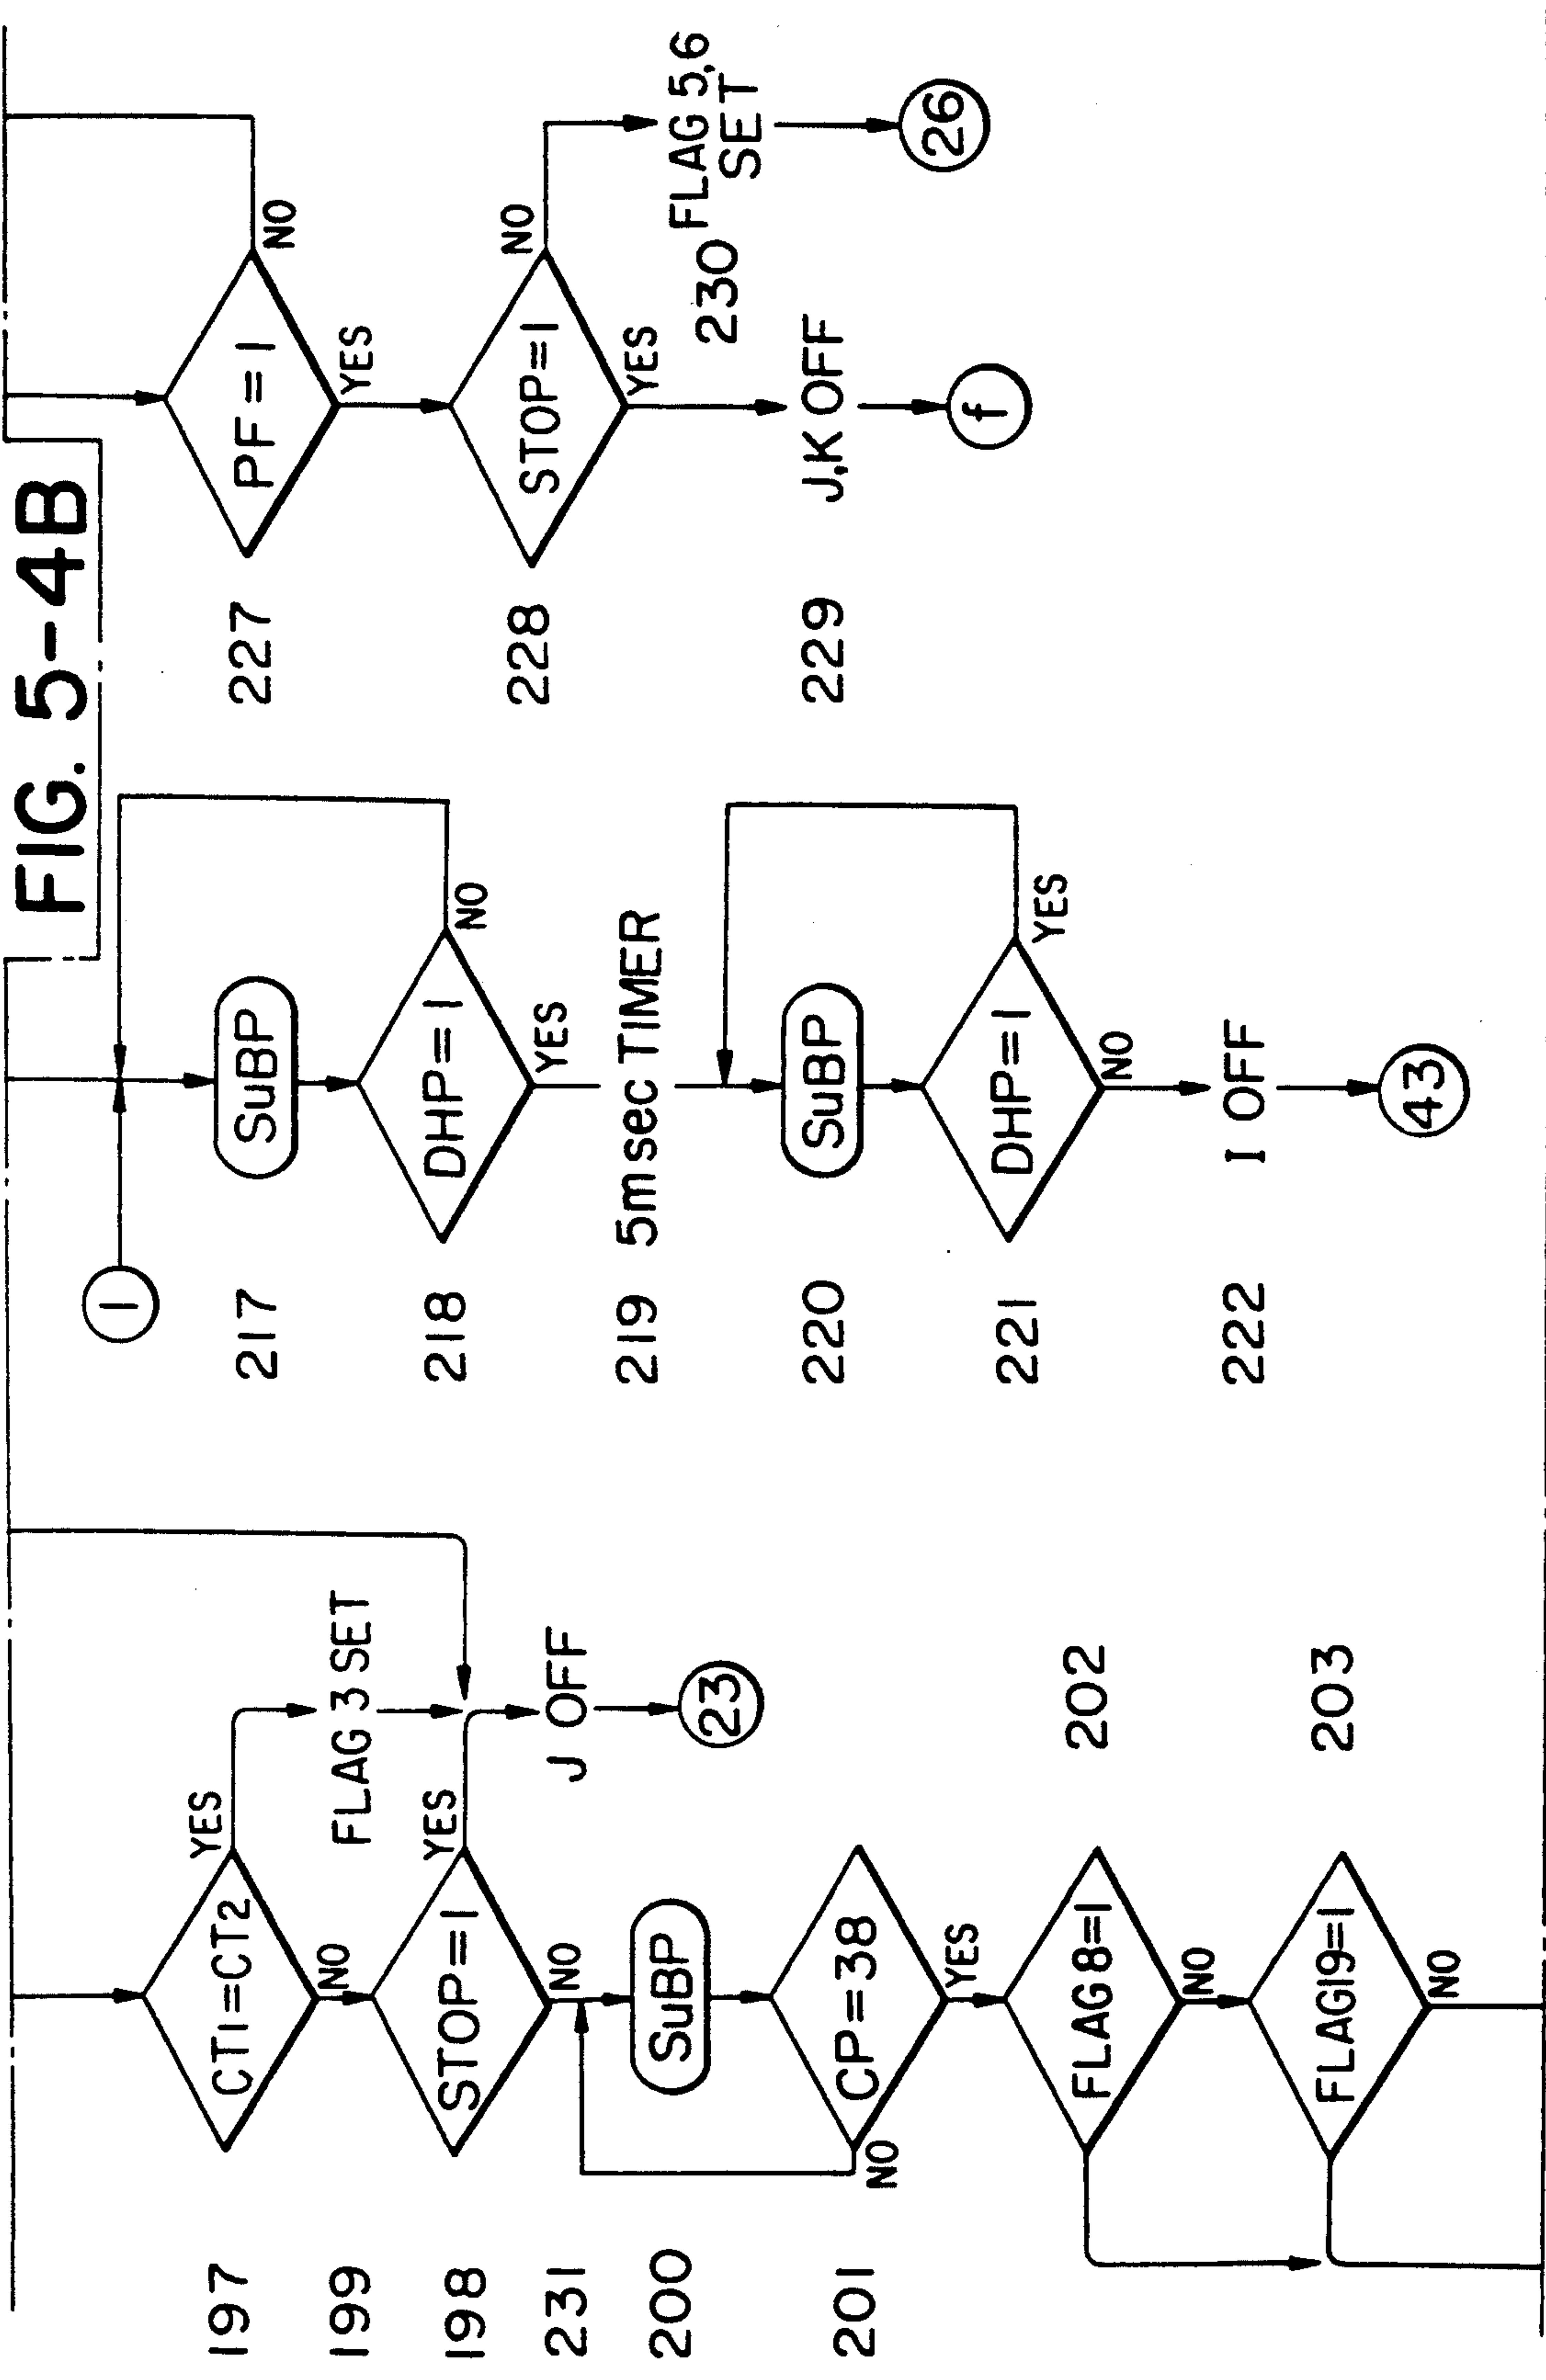 FIG. 5-4B
197
CT1=CT2
YES
NO
199
FLAG 3 SET
198
STOP=1
YES
NO
231
J OFF
23
200
SuBP
201
CP=38
NO
YES
FLAG 8=1
202
NO
FLAG19=1
203
NO
1
217
SuBP
218
DHP=1
NO
YES
219 5msec TIMER
220
SuBP
221
DHP=1
YES
NO
222
I OFF
43
227
PF=1
NO
YES
228
STOP=1
NO
YES
230
FLAG 5,6
SET
26
229
J,K OFF
f